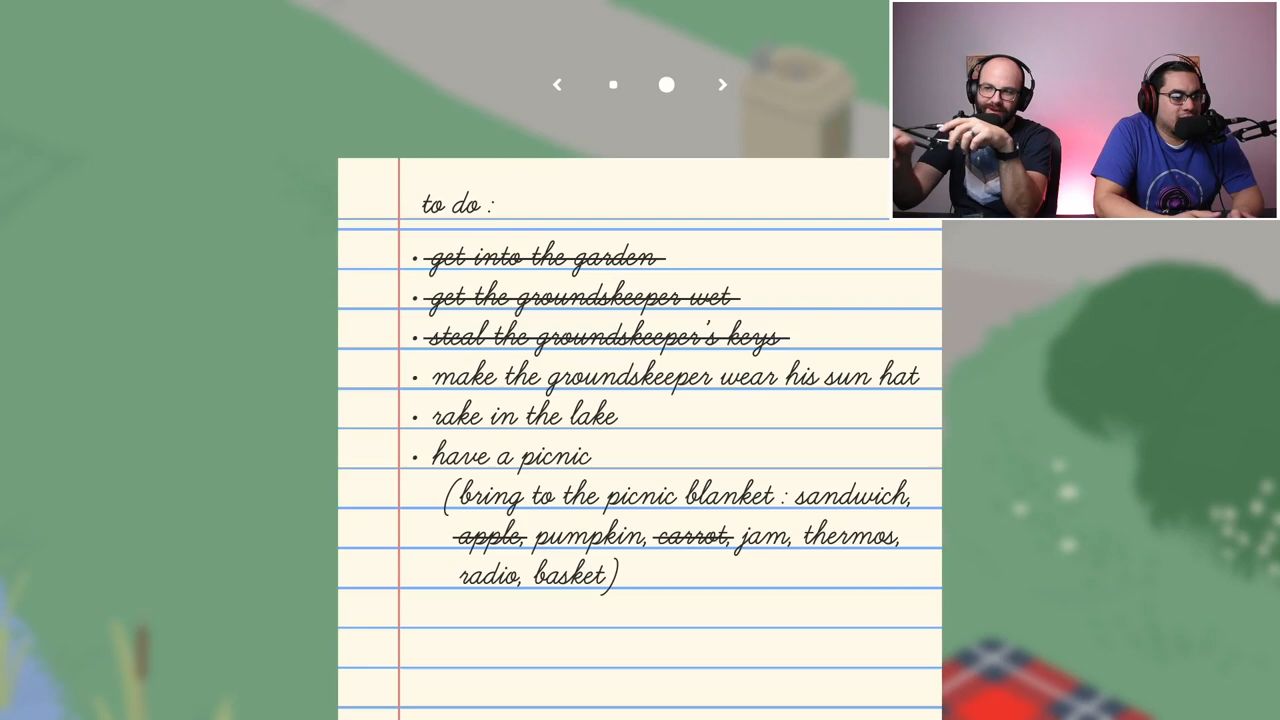 to do :
• get into the garden
• get the groundskeeper wet
• steal the groundskeeper's keys
• make the groundskeeper wear his sun hat
• rake in the lake
• have a picnic
(bring to the picnic blanket : sandwich,
apple, pumpkin, carrot, jam, thermos,
radio, basket)